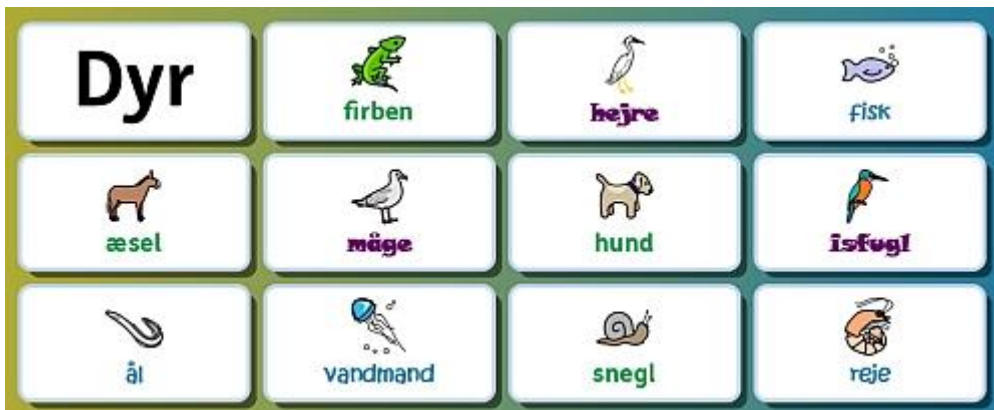 Dyr
firben
hejre
fisk
æsel
måge
hund
isfugl
ål
vandmand
snegl
reje